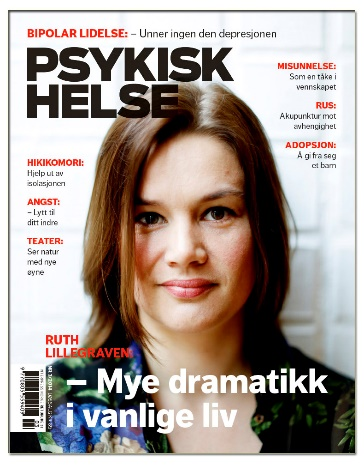 BIPOLAR LIDELSE: – Unner ingen den depresjonen
PSYKISK
HELSE
MISUNNELSE:
Som en tåke i
vennskapet
RUS:
Akupunktur mot
avhengighet
ADOPSJON:
Å gi fra seg
et barn
HIKIKOMORI:
Hjelp ut av
isolasjonen
ANGST:
– Lytt til
ditt indre
TEATER:
Ser natur
med nye
øyne
RUTH
LILLEGRAVEN:
– Mye dramatikk
i vanlige liv